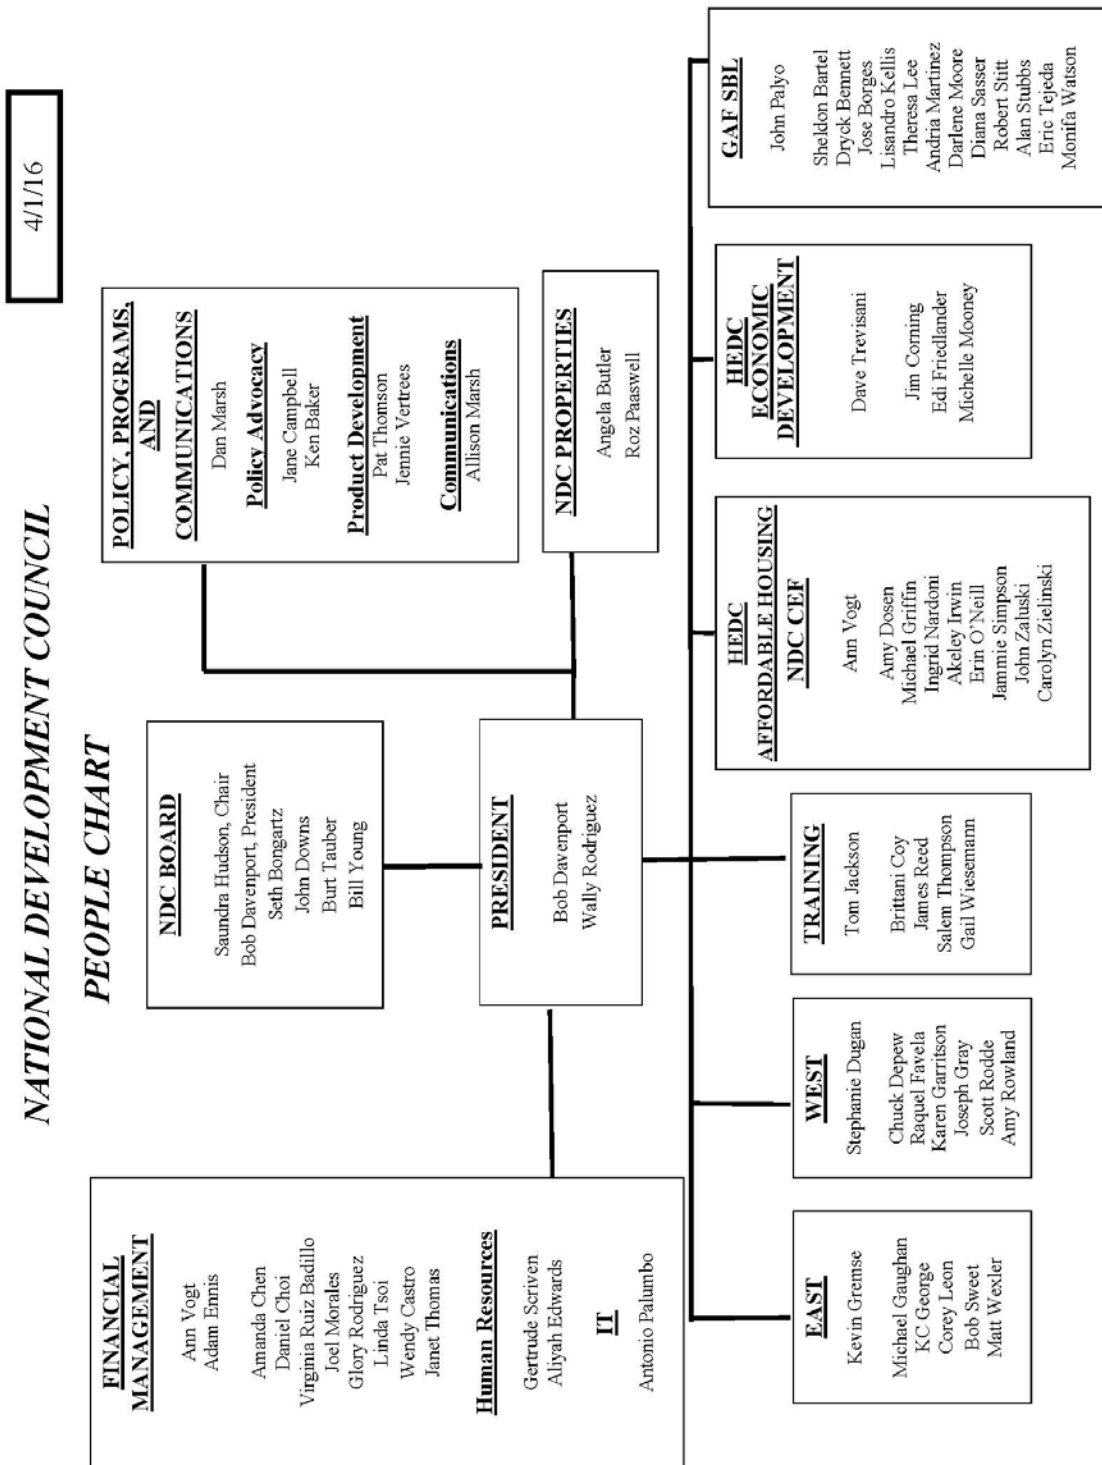 NATIONAL DEVELOPMENT COUNCIL
4/1/16
PEOPLE CHART
FINANCIAL
MANAGEMENT
Ann Vogt
Adam Ennis
Amanda Chen
Daniel Choi
Virginia Ruiz Badillo
Joel Morales
Glory Rodriguez
Linda Tsoi
Wendy Castro
Janet Thomas
Human Resources
Gertrude Scriven
Aliyah Edwards
IT
Antonio Palumbo
NDC BOARD
Saundra Hudson, Chair
Bob Davenport, President
Seth Bongartz
John Downs
Burt Tauber
Bill Young
PRESIDENT
Bob Davenport
Wally Rodriguez
POLICY, PROGRAMS,
AND
COMMUNICATIONS
Dan Marsh
Policy Advocacy
Jane Campbell
Ken Baker
Product Development
Pat Thomson
Jennie Vertrees
Communications
Allison Marsh
NDC PROPERTIES
Angela Butler
Roz Paaswell
EAST
Kevin Gremse
Michael Gaughan
KC George
Corey Leon
Bob Sweet
Matt Wexler
WEST
Stephanie Dugan
Chuck Depew
Raquel Favela
Karen Garritson
Joseph Gray
Scott Rodde
Amy Rowland
TRAINING
Tom Jackson
Brittani Coy
James Reed
Salem Thompson
Gail Wiesemann
HEDC
AFFORDABLE HOUSING
NDC CEF
Ann Vogt
Amy Dosen
Michael Griffin
Ingrid Nardoni
Akeley Irwin
Erin O'Neill
Jammie Simpson
John Zaluski
Carolyn Zielinski
HEDC
ECONOMIC
DEVELOPMENT
Dave Trevisani
Jim Corning
Edi Friedlander
Michelle Mooney
GAF SBL
John Palyo
Sheldon Bartel
Dryck Bennett
Jose Borges
Lisandro Kellis
Theresa Lee
Andria Martinez
Darlene Moore
Diana Sasser
Robert Stitt
Alan Stubbs
Eric Tejeda
Monifa Watson